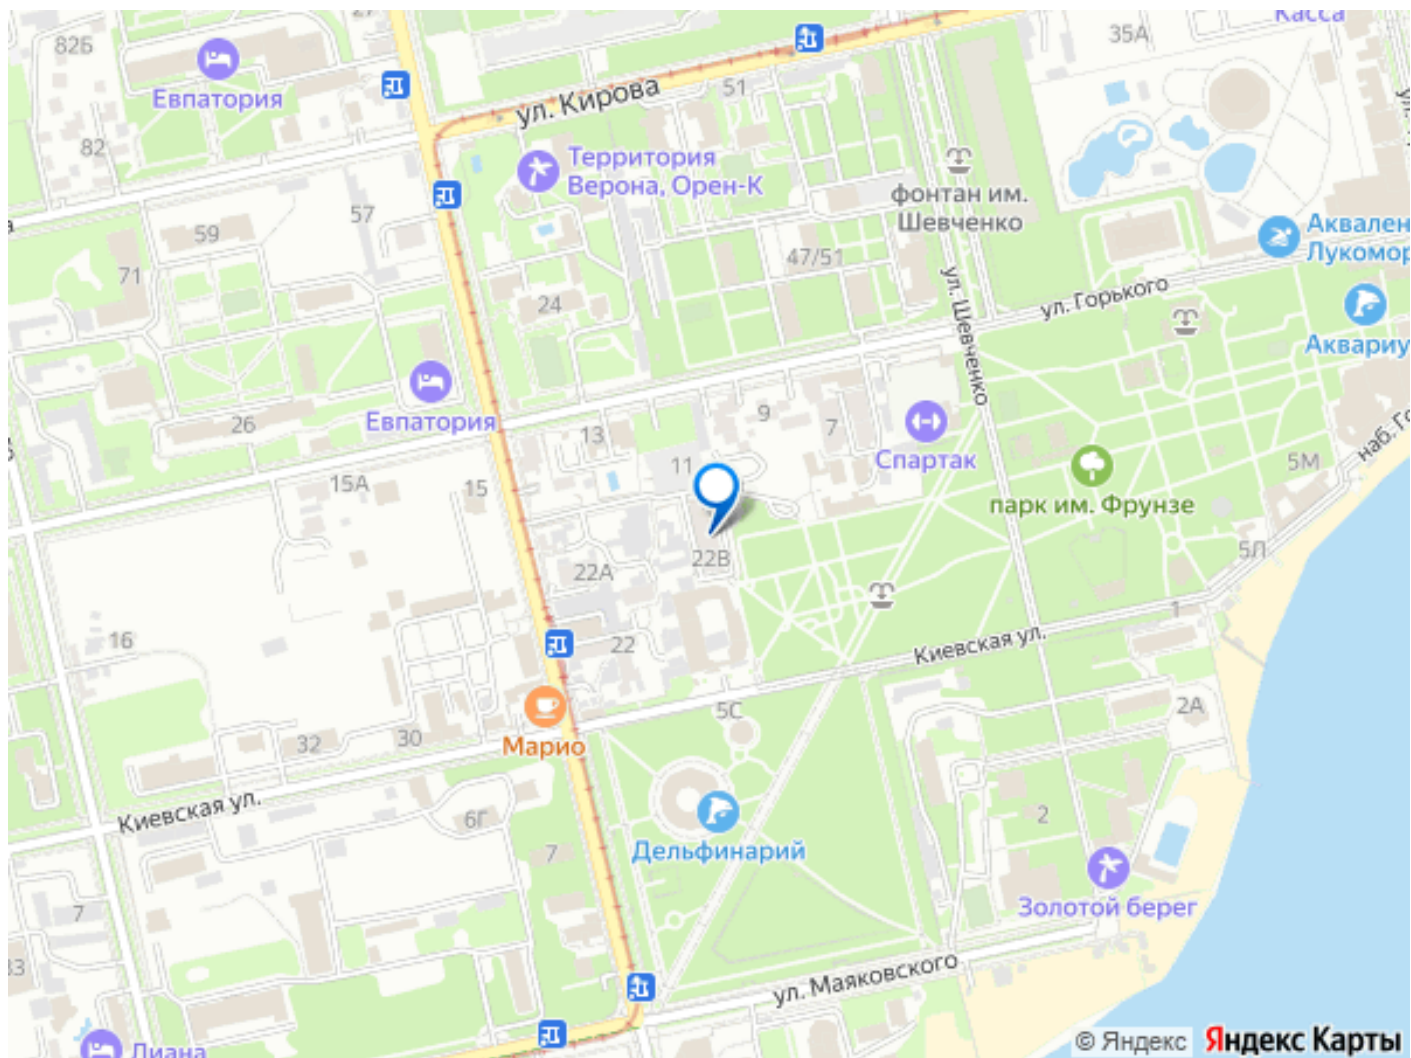 Касса
27
82Б
35А
Евпатория
51
ул. Кирова
82
Территория
Верона, Орен-К
фонтан им.
Шевченко
57
59
Аквален
Лукомор
47/51
71
24
ул. Шевченко
ул. Горького
Аквариу
Евпатория
26
9
7
13
Спартак
наб. Го
11
5М
15А
15
парк им. Фрунзе
22В
5Л
22А
1
16
22
Киевская ул.
5С
2А
32
30
Марио
Киевская ул.
6Г
2
7
Дельфинарий
7
Золотой берег
33
ул. Маяковского
Лиана
© Яндекс
Яндекс Карты